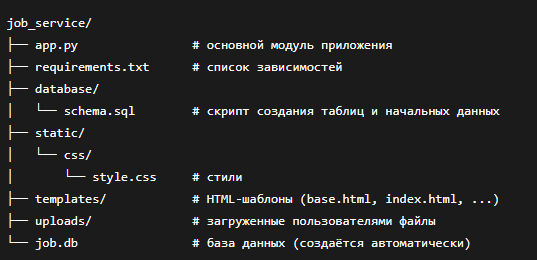 job_service/
├── app.py                # основной модуль приложения
├── requirements.txt      # список зависимостей
├── database/
│   └── schema.sql        # скрипт создания таблиц и начальных данных
├── static/
│   └── css/
│       └── style.css     # стили
├── templates/            # HTML-шаблоны (base.html, index.html, ...)
├── uploads/              # загруженные пользователями файлы
└── job.db                # база данных (создаётся автоматически)